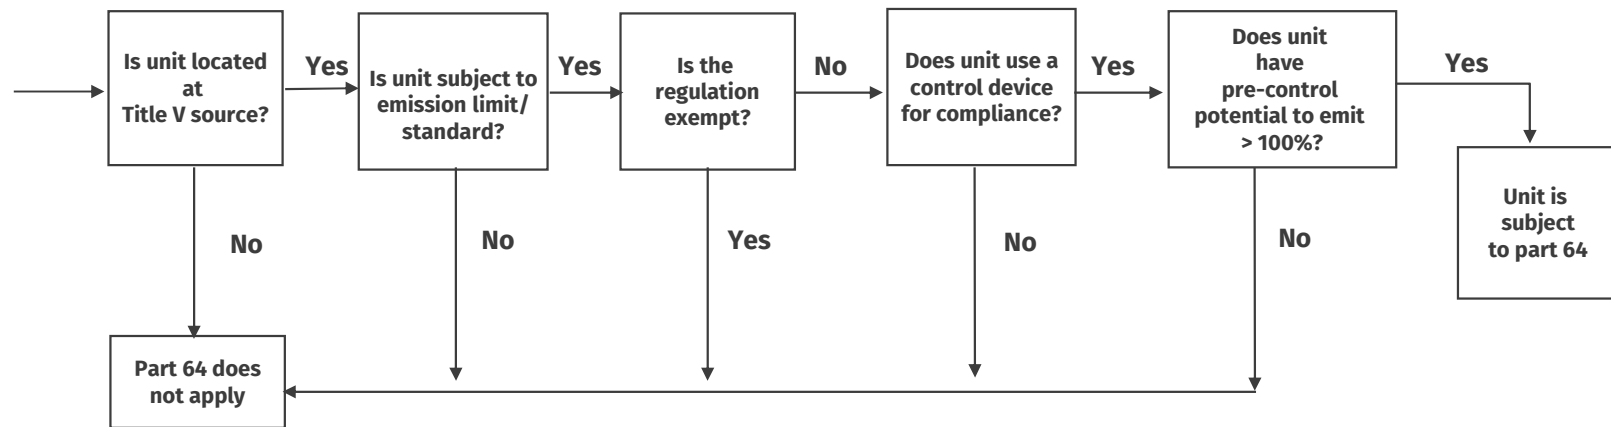 Is unit located
at
Title V source?
Yes
Is unit subject to
emission limit/
standard?
Yes
Is the
regulation
exempt?
No
Does unit use a
control device
for compliance?
Yes
Does unit
have
pre-control
potential to emit
> 100%?
Yes
Unit is
subject
to part 64
No
No
Yes
No
No
Part 64 does
not apply